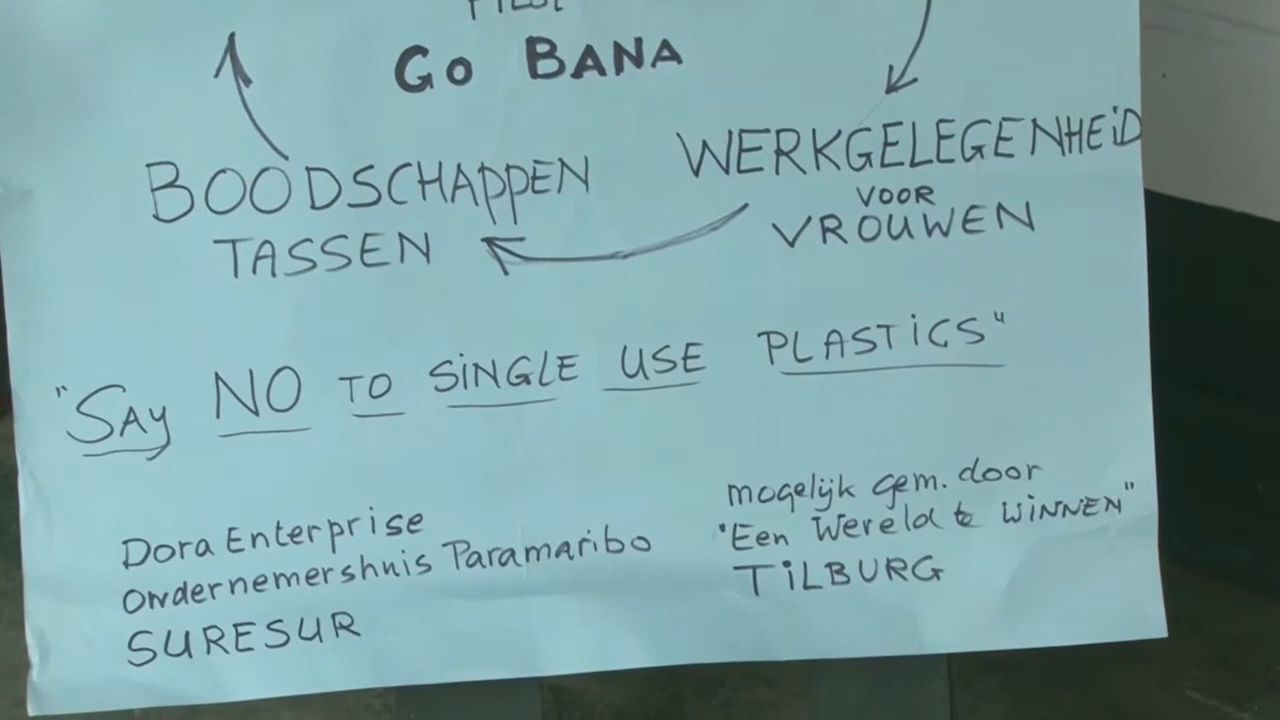 Go BANA
BOODSCHAPPEN
TASSEN
WERKGELEGENHEID
VOOR
VROUWEN
"SAY NO TO SINGLE USE PLASTICS"
Dora Enterprise
Ondernemershuis Paramaribo
SURESUR
mogelijk gem. door
"Een Wereld te WINNEN"
TILBURG